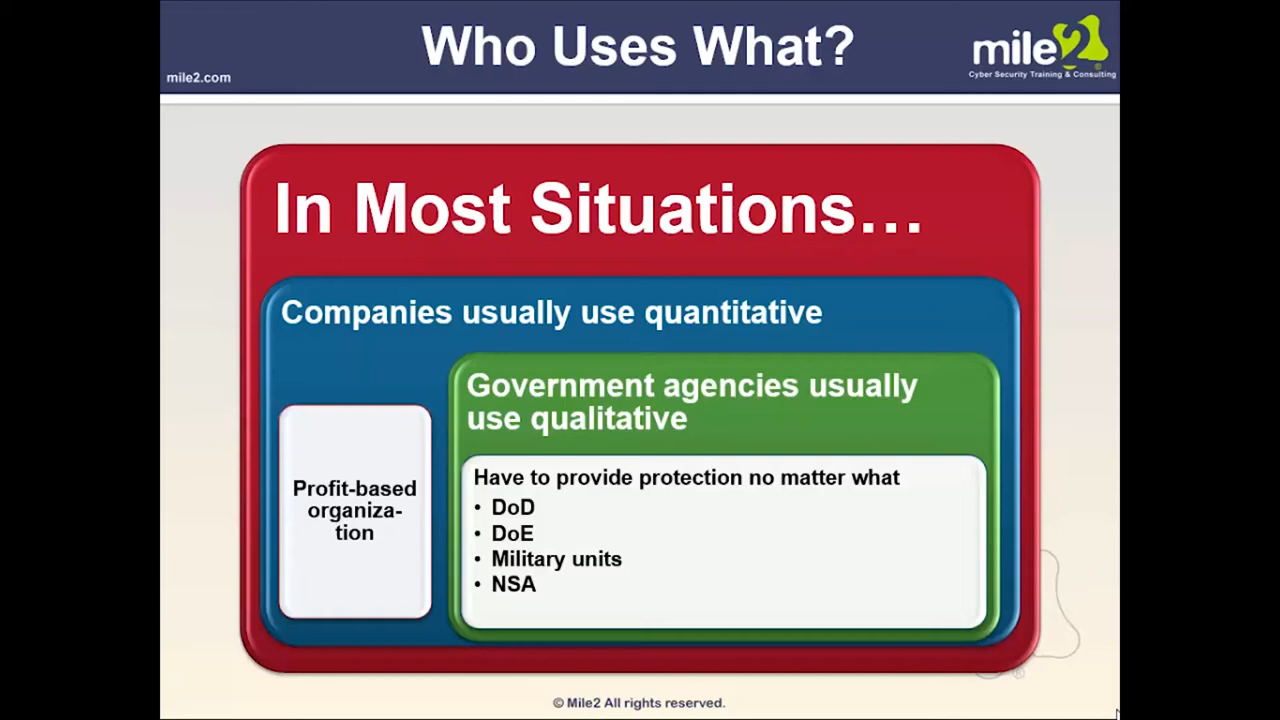 Who Uses What?
mile2.com
mile2
Cyber Security Training & Consulting
In Most Situations…
Companies usually use quantitative
Profit-based
organiza-
tion
Government agencies usually
use qualitative
Have to provide protection no matter what
• DoD
• DoE
• Military units
• NSA
®
© Mile2 All rights reserved.